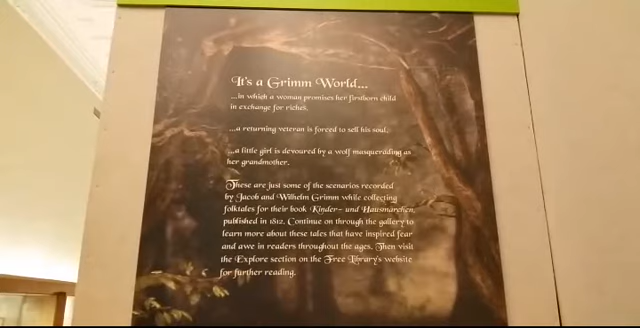 It's a Grimm World...
...in which a woman promises her firstborn child
in exchange for riches.
...a returning veteran is forced to sell his soul.
...a little girl is devoured by a wolf masquerading as
her grandmother.
These are just some of the scenarios recorded
by Jacob and Wilhelm Grimm while collecting
folktales for their book Kinder- und Hausmärchen,
published in 1812. Continue on through the gallery to
learn more about these tales that have inspired fear
and awe in readers throughout the ages. Then visit
the Explore section on the Free Library's website
for further reading.